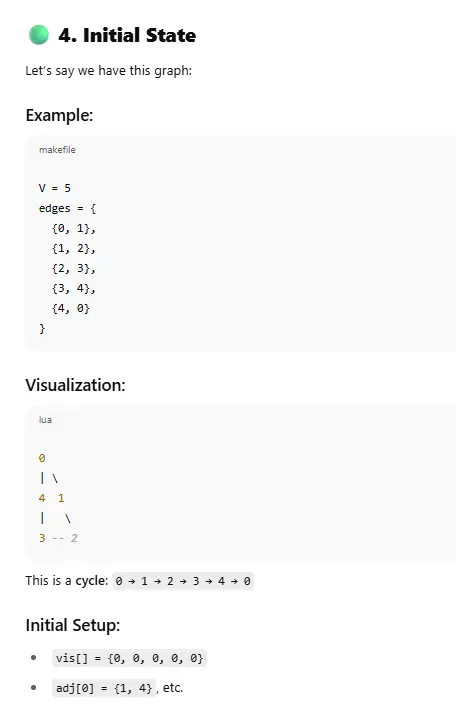 4. Initial State
Let's say we have this graph:
Example:
makefile
V = 5
edges = {
  {0, 1},
  {1, 2},
  {2, 3},
  {3, 4},
  {4, 0}
}
Visualization:
lua
0
| \
4  1
|   \
3 -- 2
This is a cycle: 0 → 1 → 2 → 3 → 4 → 0
Initial Setup:
• vis[] = {0, 0, 0, 0, 0}
• adj[0] = {1, 4}, etc.